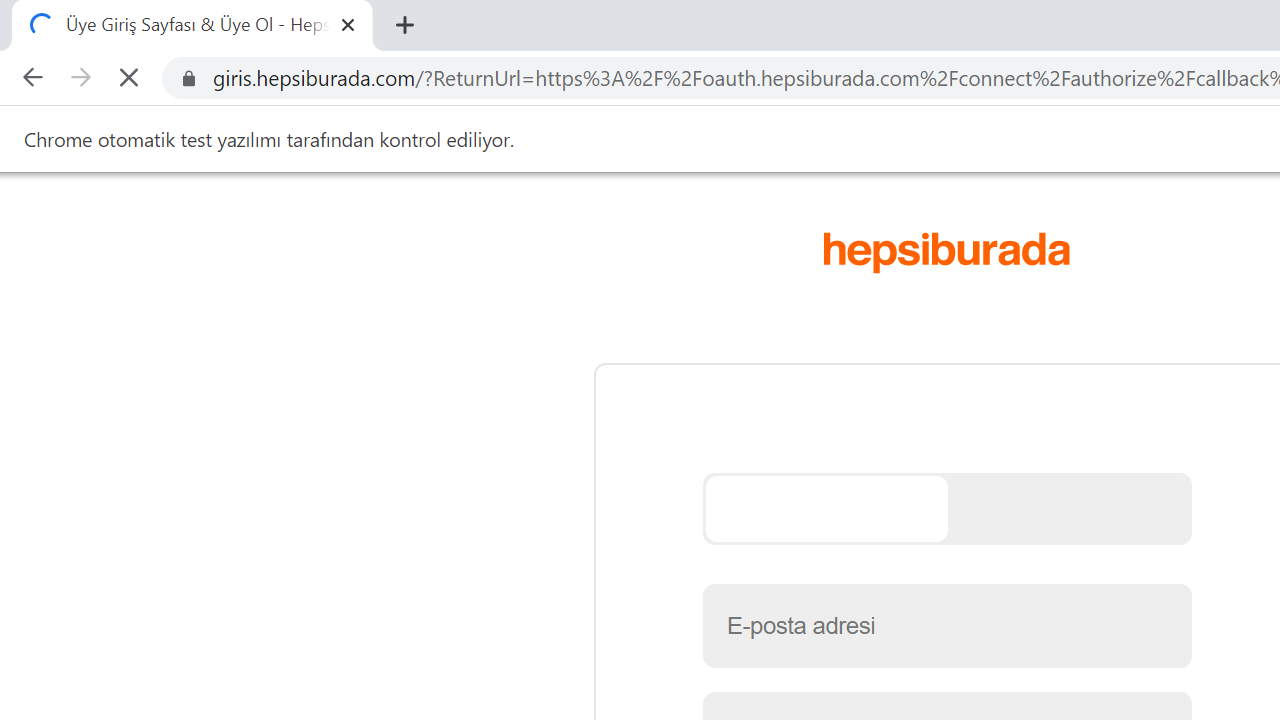 Üye Giriş Sayfası & Üye Ol - Heps
giris.hepsiburada.com/?ReturnUrl=https%3A%2F%2Foauth.hepsiburada.com%2Fconnect%2Fauthorize%2Fcallback%
Chrome otomatik test yazılımı tarafından kontrol ediliyor.
hepsiburada
E-posta adresi